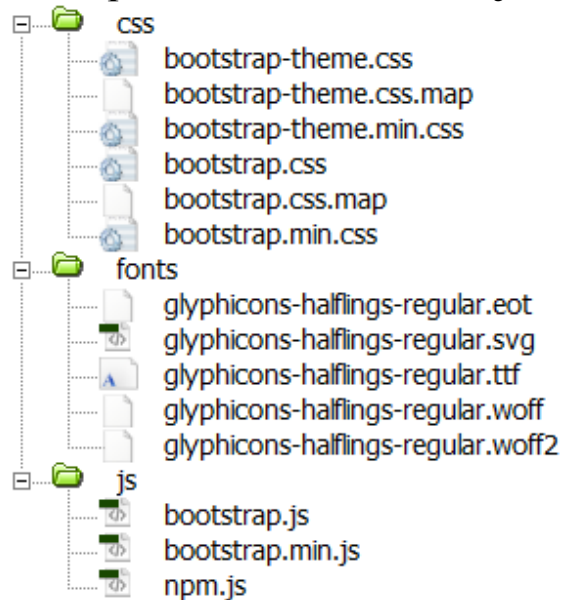 css
bootstrap-theme.css
bootstrap-theme.css.map
bootstrap-theme.min.css
bootstrap.css
bootstrap.css.map
bootstrap.min.css
fonts
glyphicons-halflings-regular.eot
glyphicons-halflings-regular.svg
glyphicons-halflings-regular.ttf
glyphicons-halflings-regular.woff
glyphicons-halflings-regular.woff2
js
bootstrap.js
bootstrap.min.js
npm.js